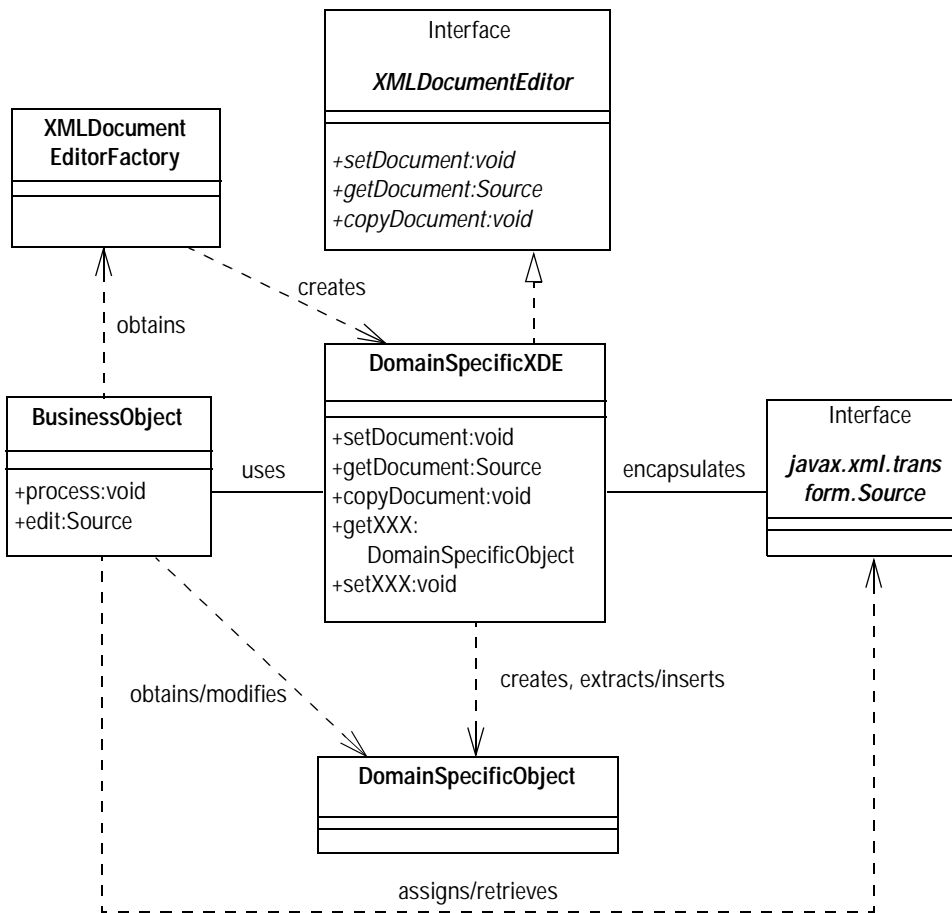 Interface
XMLDocumentEditor
+setDocument:void
+getDocument:Source
+copyDocument:void
XMLDocument
EditorFactory
creates
obtains
DomainSpecificXDE
+setDocument:void
+getDocument:Source
+copyDocument:void
+getXXX:
DomainSpecificObject
+setXXX:void
BusinessObject
+process:void
+edit:Source
uses
encapsulates
Interface
javax.xml.trans
form.Source
obtains/modifies
creates, extracts/inserts
DomainSpecificObject
assigns/retrieves